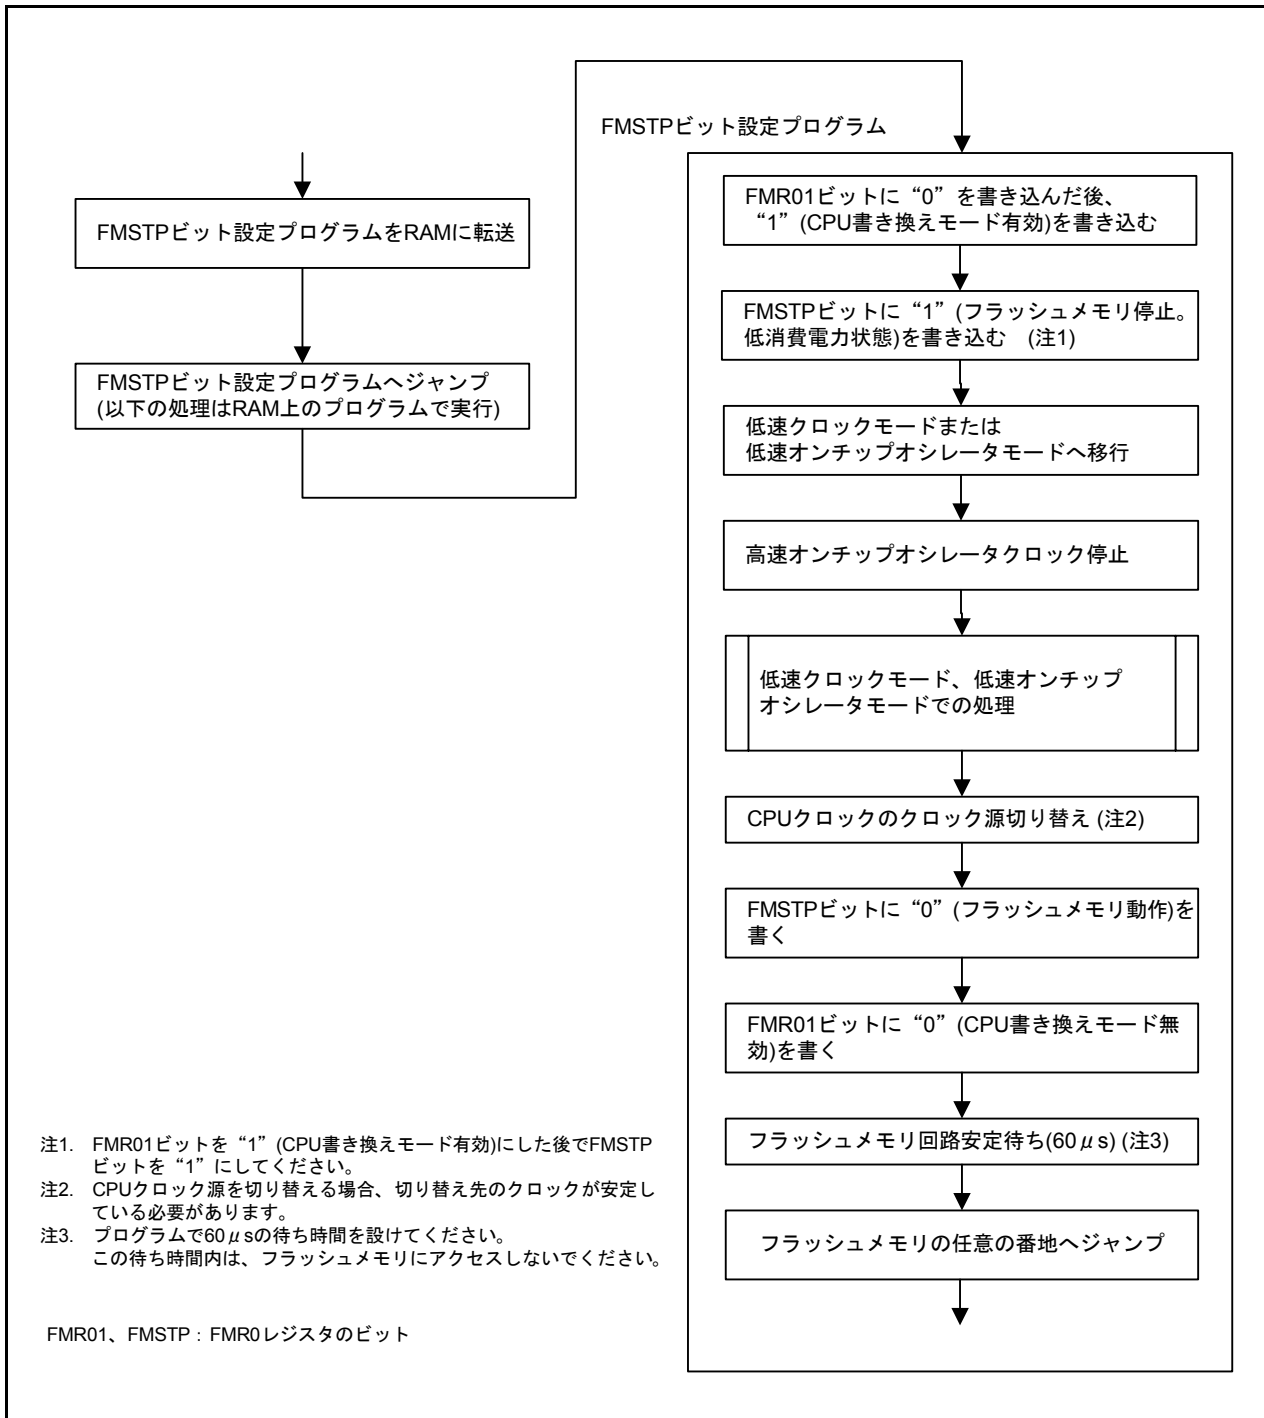 FMSTPビット設定プログラムをRAMに転送
FMSTPビット設定プログラムへジャンプ
(以下の処理はRAM上のプログラムで実行)
FMSTPビット設定プログラム
FMR01ビットに“0”を書き込んだ後、
“1”(CPU書き換えモード有効)を書き込む
FMSTPビットに“1”(フラッシュメモリ停止。
低消費電力状態)を書き込む (注1)
低速クロックモードまたは
低速オンチップオシレータモードへ移行
高速オンチップオシレータクロック停止
低速クロックモード、低速オンチップ
オシレータモードでの処理
CPUクロックのクロック源切り替え (注2)
FMSTPビットに“0”(フラッシュメモリ動作)を
書く
FMR01ビットに“0”(CPU書き換えモード無
効)を書く
フラッシュメモリ回路安定待ち(60μs) (注3)
フラッシュメモリの任意の番地へジャンプ
注1. FMR01ビットを“1”(CPU書き換えモード有効)にした後でFMSTP
ビットを“1”にしてください。
注2. CPUクロック源を切り替える場合、切り替え先のクロックが安定し
ている必要があります。
注3. プログラムで60μsの待ち時間を設けてください。
この待ち時間内は、フラッシュメモリにアクセスしないでください。
FMR01、FMSTP：FMR0レジスタのビット